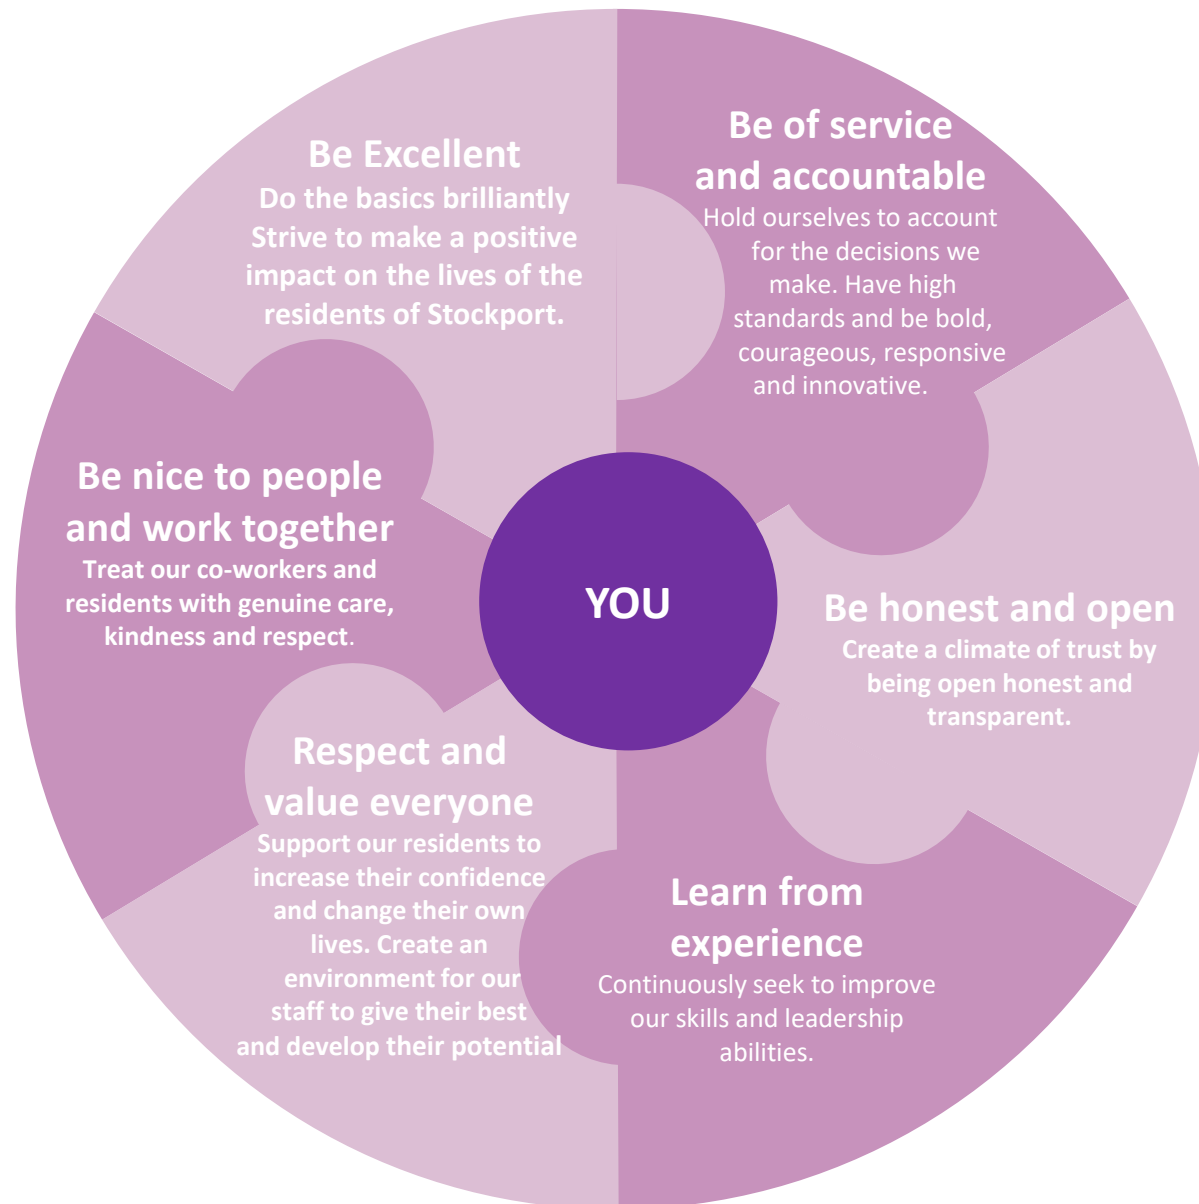 Be Excellent
Do the basics brilliantly
Strive to make a positive
impact on the lives of the
residents of Stockport.
Be of service
and accountable
Hold ourselves to account
for the decisions we
make. Have high
standards and be bold,
courageous, responsive
and innovative.
Be nice to people
and work together
Treat our co-workers and
residents with genuine care,
kindness and respect.
YOU
Be honest and open
Create a climate of trust by
being open honest and
transparent.
Respect and
value everyone
Support our residents to
increase their confidence
and change their own
lives. Create an
environment for our
staff to give their best
and develop their potential
Learn from
experience
Continuously seek to improve
our skills and leadership
abilities.